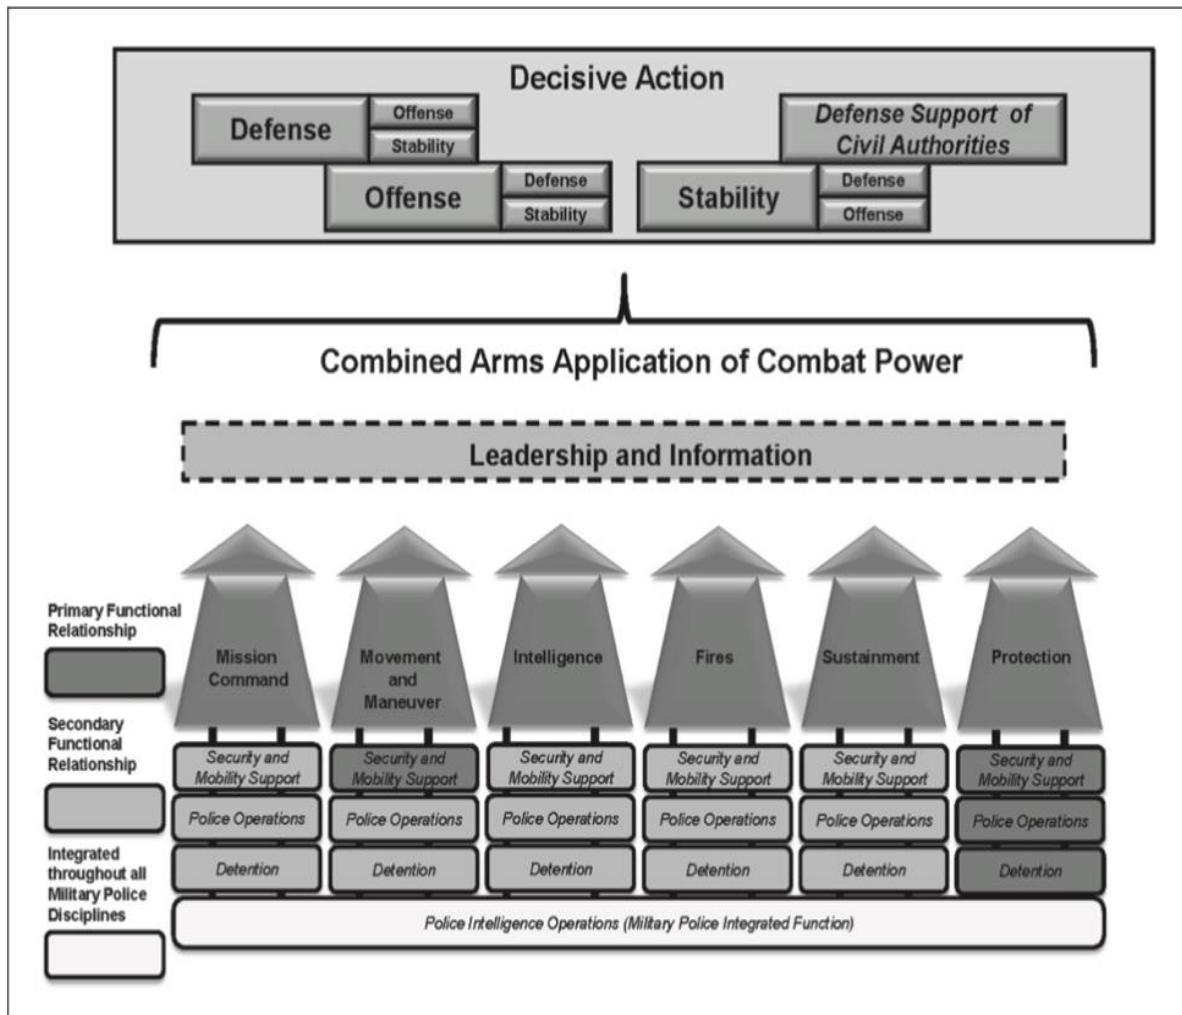 Decisive Action
Defense
Offense
Stability
Defense Support of
Civil Authorities
Offense
Defense
Stability
Stability
Defense
Offense
Combined Arms Application of Combat Power
Leadership and Information
Primary Functional
Relationship
Secondary
Functional
Relationship
Integrated
throughout all
Military Police
Disciplines
Mission
Command
Movement
and
Maneuver
Intelligence
Fires
Sustainment
Protection
Security and
Mobility Support
Security and
Mobility Support
Security and
Mobility Support
Security and
Mobility Support
Security and
Mobility Support
Security and
Mobility Support
Police Operations
Police Operations
Police Operations
Police Operations
Police Operations
Police Operations
Detention
Detention
Detention
Detention
Detention
Detention
Police Intelligence Operations (Military Police Integrated Function)